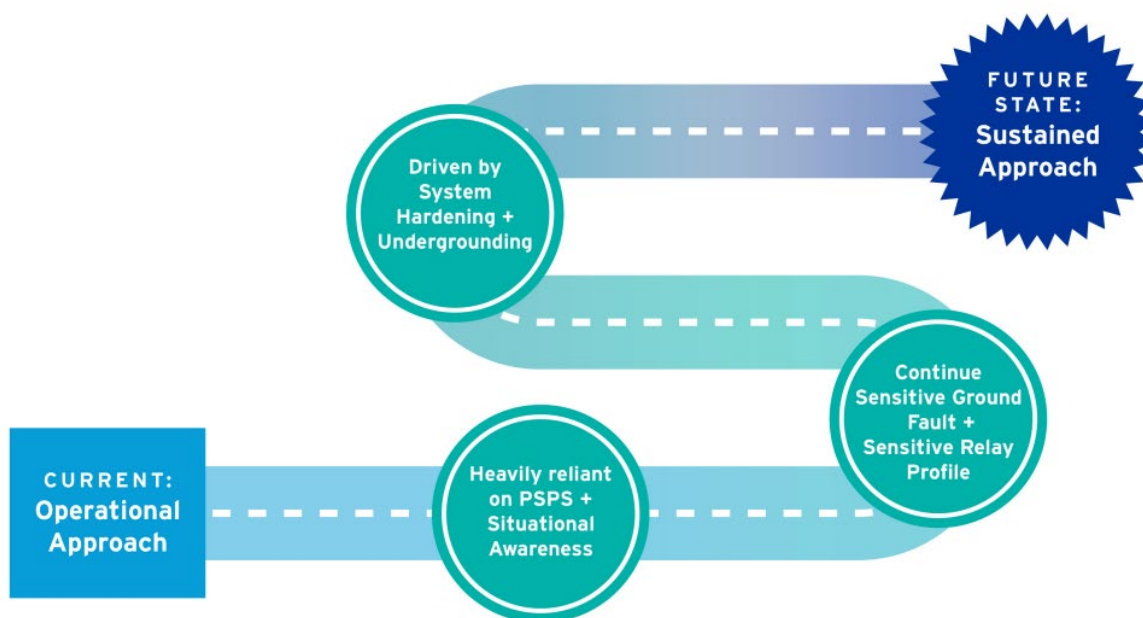 CURRENT:
Operational
Approach
Heavily reliant
on PSPS +
Situational
Awareness
Continue
Sensitive Ground
Fault +
Sensitive Relay
Profile
Driven by
System
Hardening +
Undergrounding
FUTURE
STATE:
Sustained
Approach